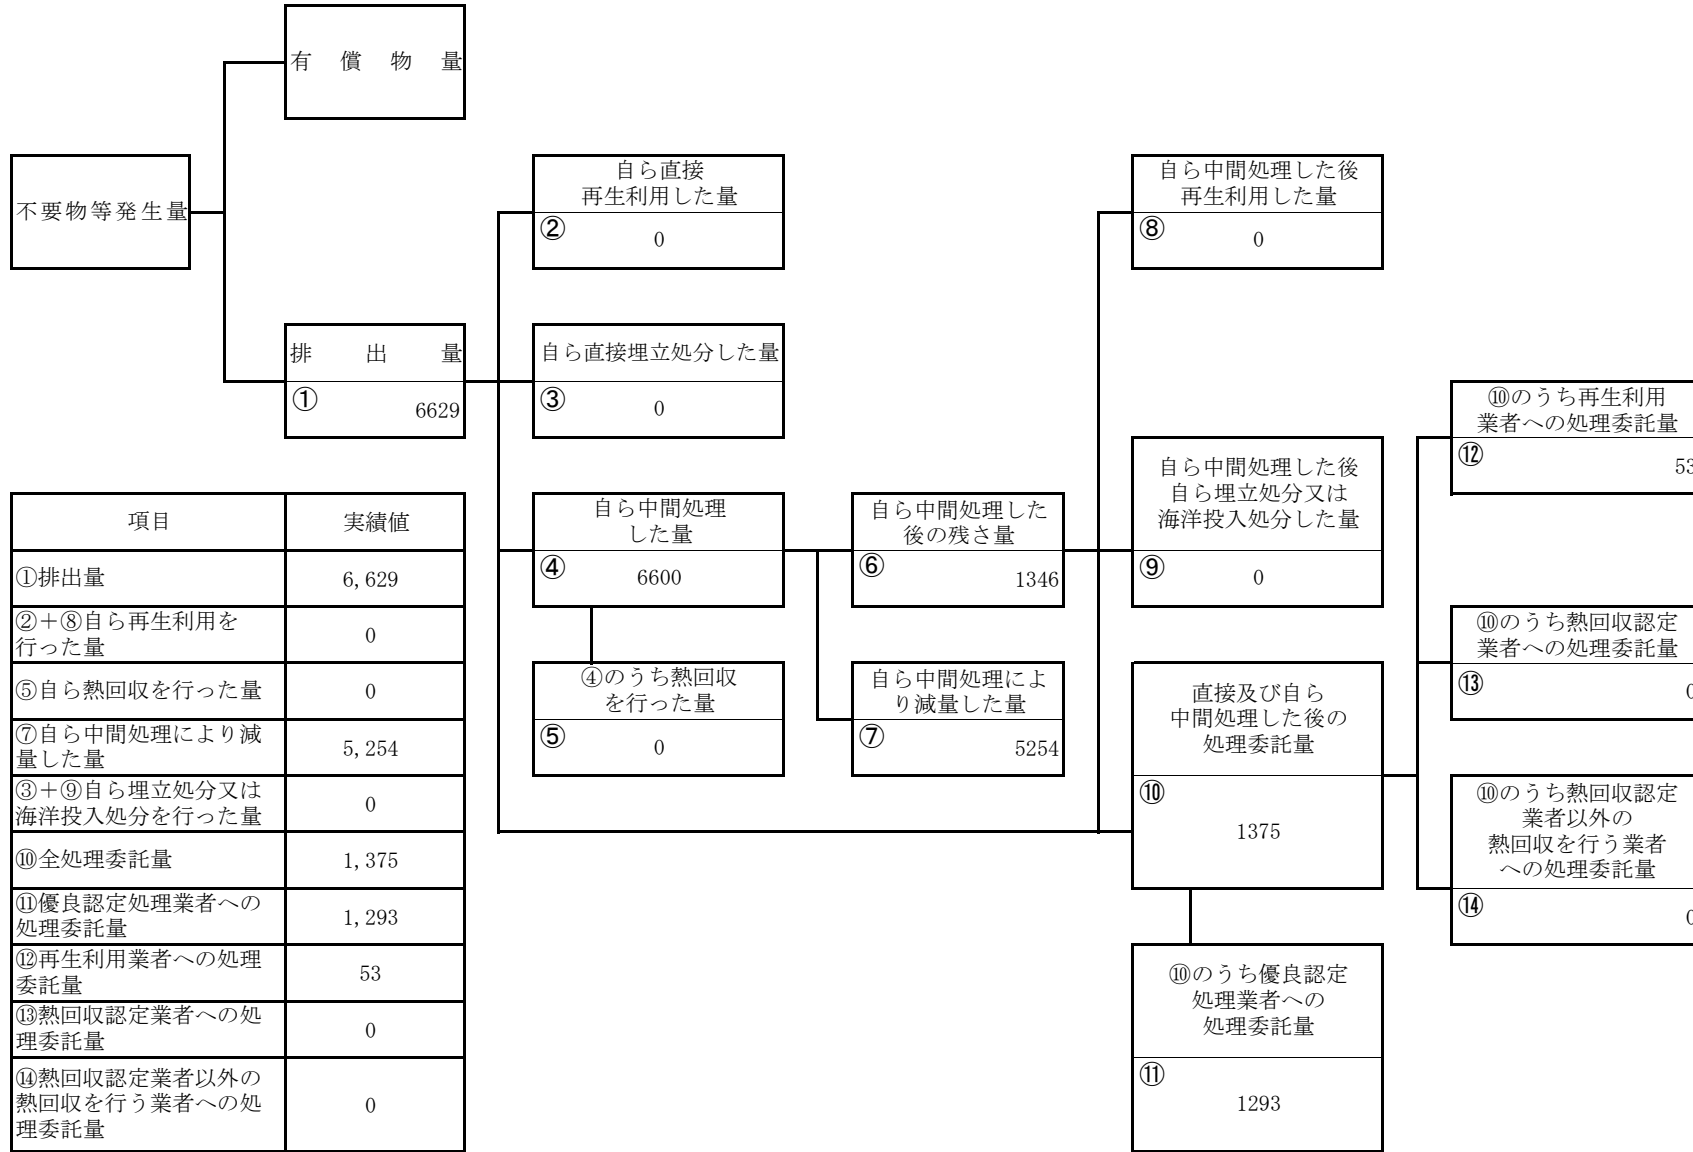 有償物量
不要物等発生量
自ら直接
再生利用した量
②
0
自ら中間処理した後
再生利用した量
⑧
0
排出量
①
6629
自ら直接埋立処分した量
③
0
⑩のうち再生利用
業者への処理委託量
⑫
53
自ら中間処理した後
自ら埋立処分又は
海洋投入処分した量
⑨
0
自ら中間処理
した量
④
6600
自ら中間処理した
後の残さ量
⑥
1346
④のうち熱回収
を行った量
⑤
0
自ら中間処理によ
り減量した量
⑦
5254
⑩のうち熱回収認定
業者への処理委託量
⑬
0
直接及び自ら
中間処理した後の
処理委託量
⑩
1375
⑩のうち熱回収認定
業者以外の
熱回収を行う業者
への処理委託量
⑭
0
⑩のうち優良認定
処理業者への
処理委託量
⑪
1293
項目 実績値
①排出量 6,629
②+⑧自ら再生利用を
行った量 0
⑤自ら熱回収を行った量 0
⑦自ら中間処理により減
量した量 5,254
③+⑨自ら埋立処分又は
海洋投入処分を行った量 0
⑩全処理委託量 1,375
⑪優良認定処理業者への
処理委託量 1,293
⑫再生利用業者への処理
委託量 53
⑬熱回収認定業者への処
理委託量 0
⑭熱回収認定業者以外の
熱回収を行う業者への処
理委託量 0